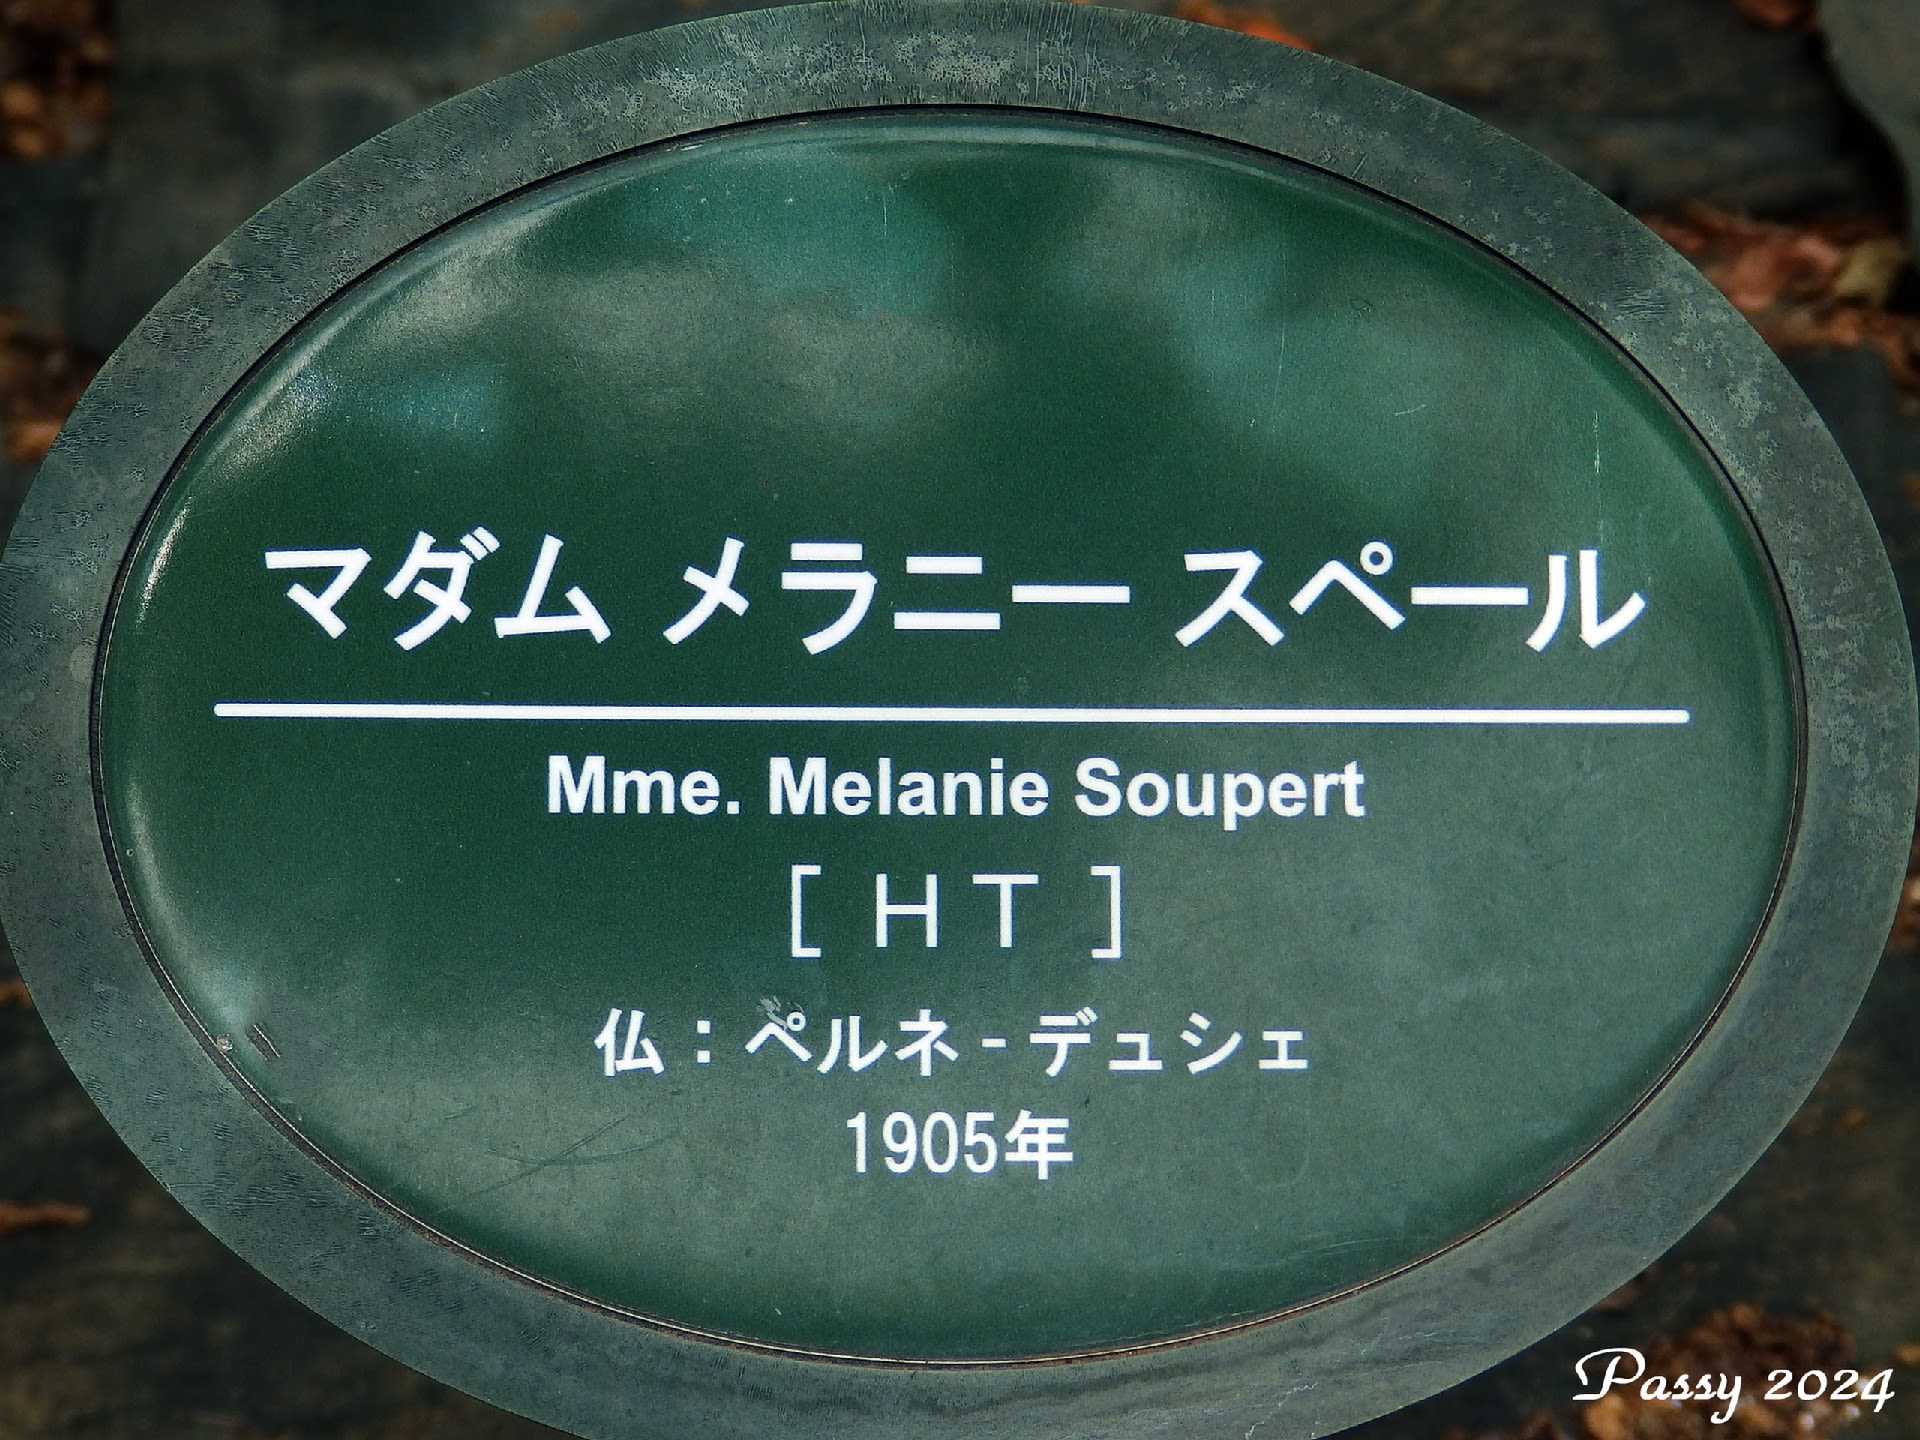 マダム メラニー スペール
Mme. Melanie Soupert
［ ＨＴ ］
仏：ペルネ‐デュシェ
1905年
Passy 2024